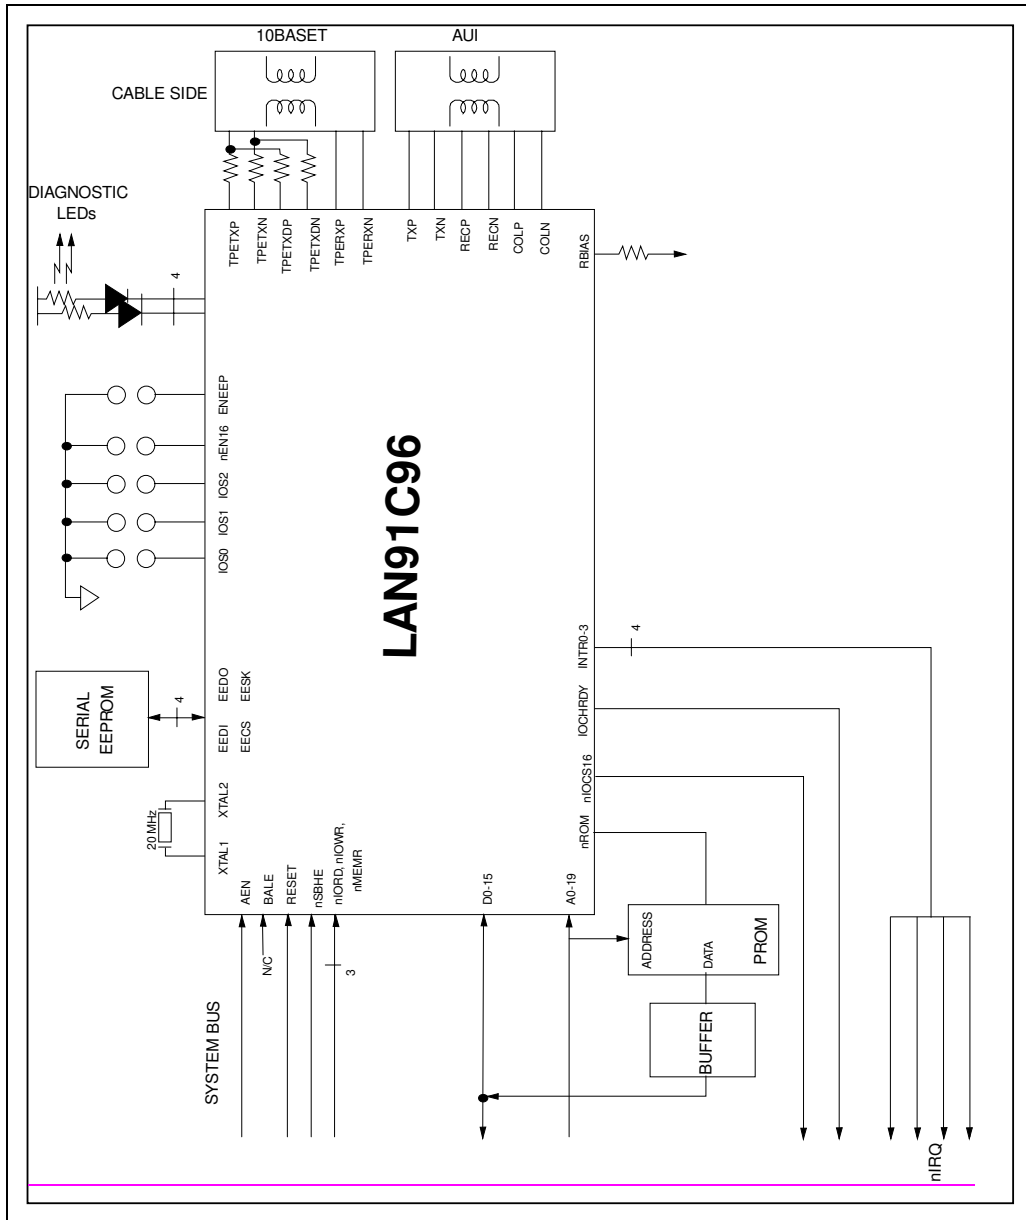 10BASET
AUI
CABLE SIDE
DIAGNOSTIC
LEDs
4
TPETXP
TPETXN
TPETXDP
TPETXDN
TPERXP
TPERXN
TXP
TXN
RECP
RECN
COLP
COLN
RBIAS
ENEEP
nEN16
IOS2
IOS1
IOS0
LAN91C96
SERIAL
EEPROM
4
EEDO
EESK
EEDI
EECS
XTAL2
20 MHz
XTAL1
INTR0-3
4
IOCHRDY
nIOCS16
nROM
AEN
BALE
RESET
nSBHE
nIORD, nIOWR,
nMEMR
D0-15
A0-19
N/C
3
SYSTEM BUS
ADDRESS
DATA
PROM
BUFFER
nIRQ